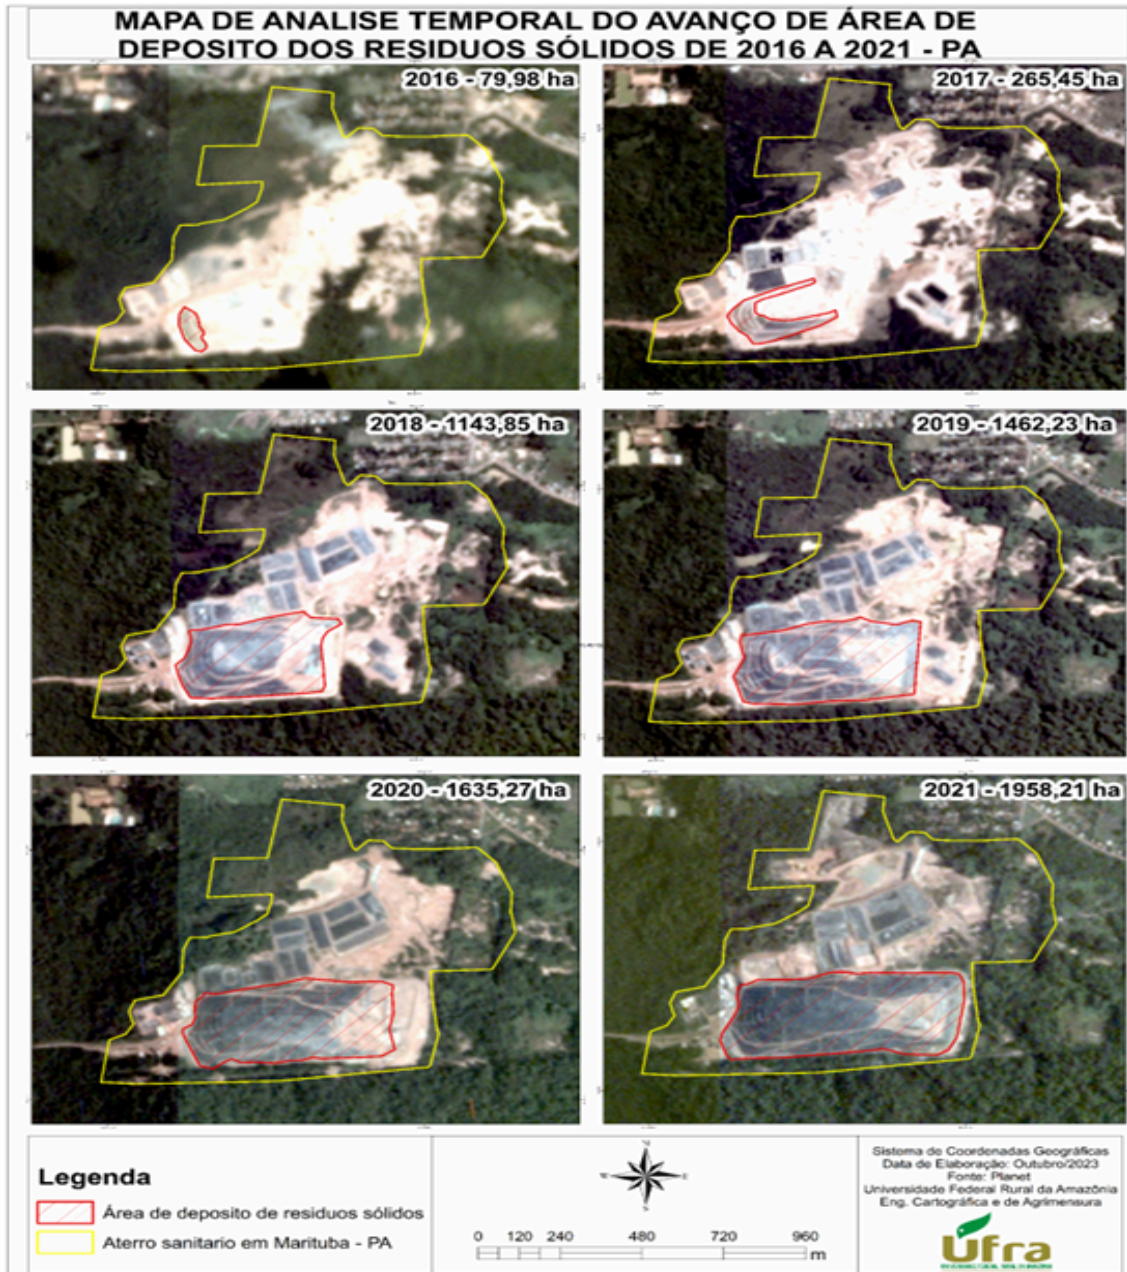 MAPA DE ANALISE TEMPORAL DO AVANÇO DE ÁREA DE
DEPOSITO DOS RESIDUOS SÓLIDOS DE 2016 A 2021 - PA
2016 - 79,98 ha
2017 - 265,45 ha
2018 - 1143,85 ha
2019 - 1462,23 ha
2020 - 1635,27 ha
2021 - 1958,21 ha
Legenda
Área de deposito de residuos sólidos
Aterro sanitario em Marituba - PA
N
S
0 120 240 480 720 960
m
Sistema de Coordenadas Geográficas
Data de Elaboração: Outubro/2023
Fonte: Planet
Universidade Federal Rural da Amazônia
Eng. Cartográfica e de Agrimensura
Ufra